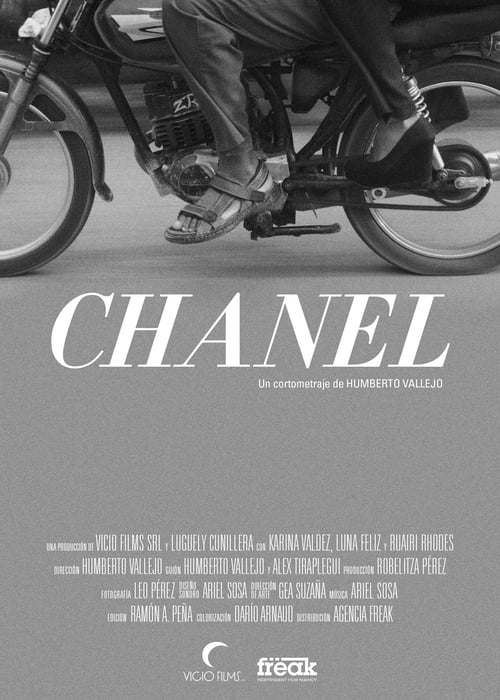 ZK
CHANEL
Un cortometraje de HUMBERTO VALLEJO
UNA PRODUCCIÓN DE VICIO FILMS SRL Y LUGUELY CUNILLERA CON KARINA VALDEZ, LUNA FELIZ Y RUAIRI RHODES
DIRECCIÓN HUMBERTO VALLEJO GUIÓN HUMBERTO VALLEJO Y ALEX TIRAPLEGUI PRODUCCIÓN ROBELITZA PÉREZ
FOTOGRAFÍA LEO PÉREZ DISEÑO SONORO ARIEL SOSA DIRECCIÓN DE ARTE GEA SUZAÑA MÚSICA ARIEL SOSA
EDICIÓN RAMÓN A. PEÑA COLORIZACIÓN DARÍO ARNAUD DISTRIBUCIÓN AGENCIA FREAK
VICIO FILMS
frëak
INDEPENDENT FILM AGENCY